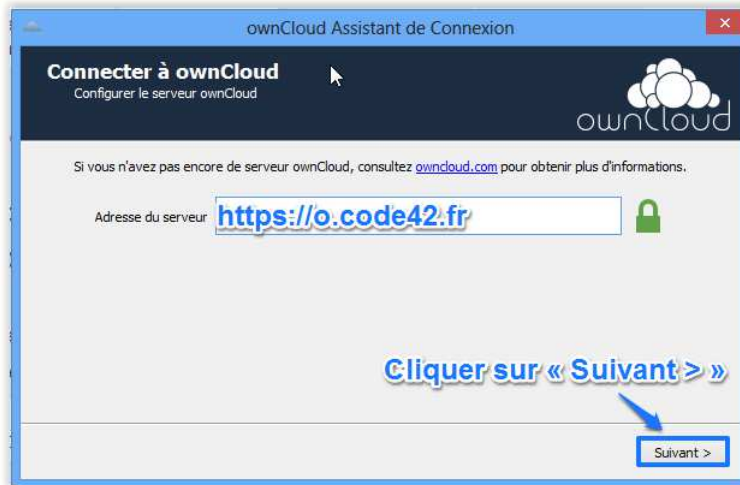 ownCloud Assistant de Connexion
Connecter à ownCloud
Configurer le serveur ownCloud
ownCloud
Si vous n'avez pas encore de serveur ownCloud, consultez owncloud.com pour obtenir plus d'informations.
Adresse du serveur https://o.code42.fr
Cliquer sur « Suivant > »
Suivant >